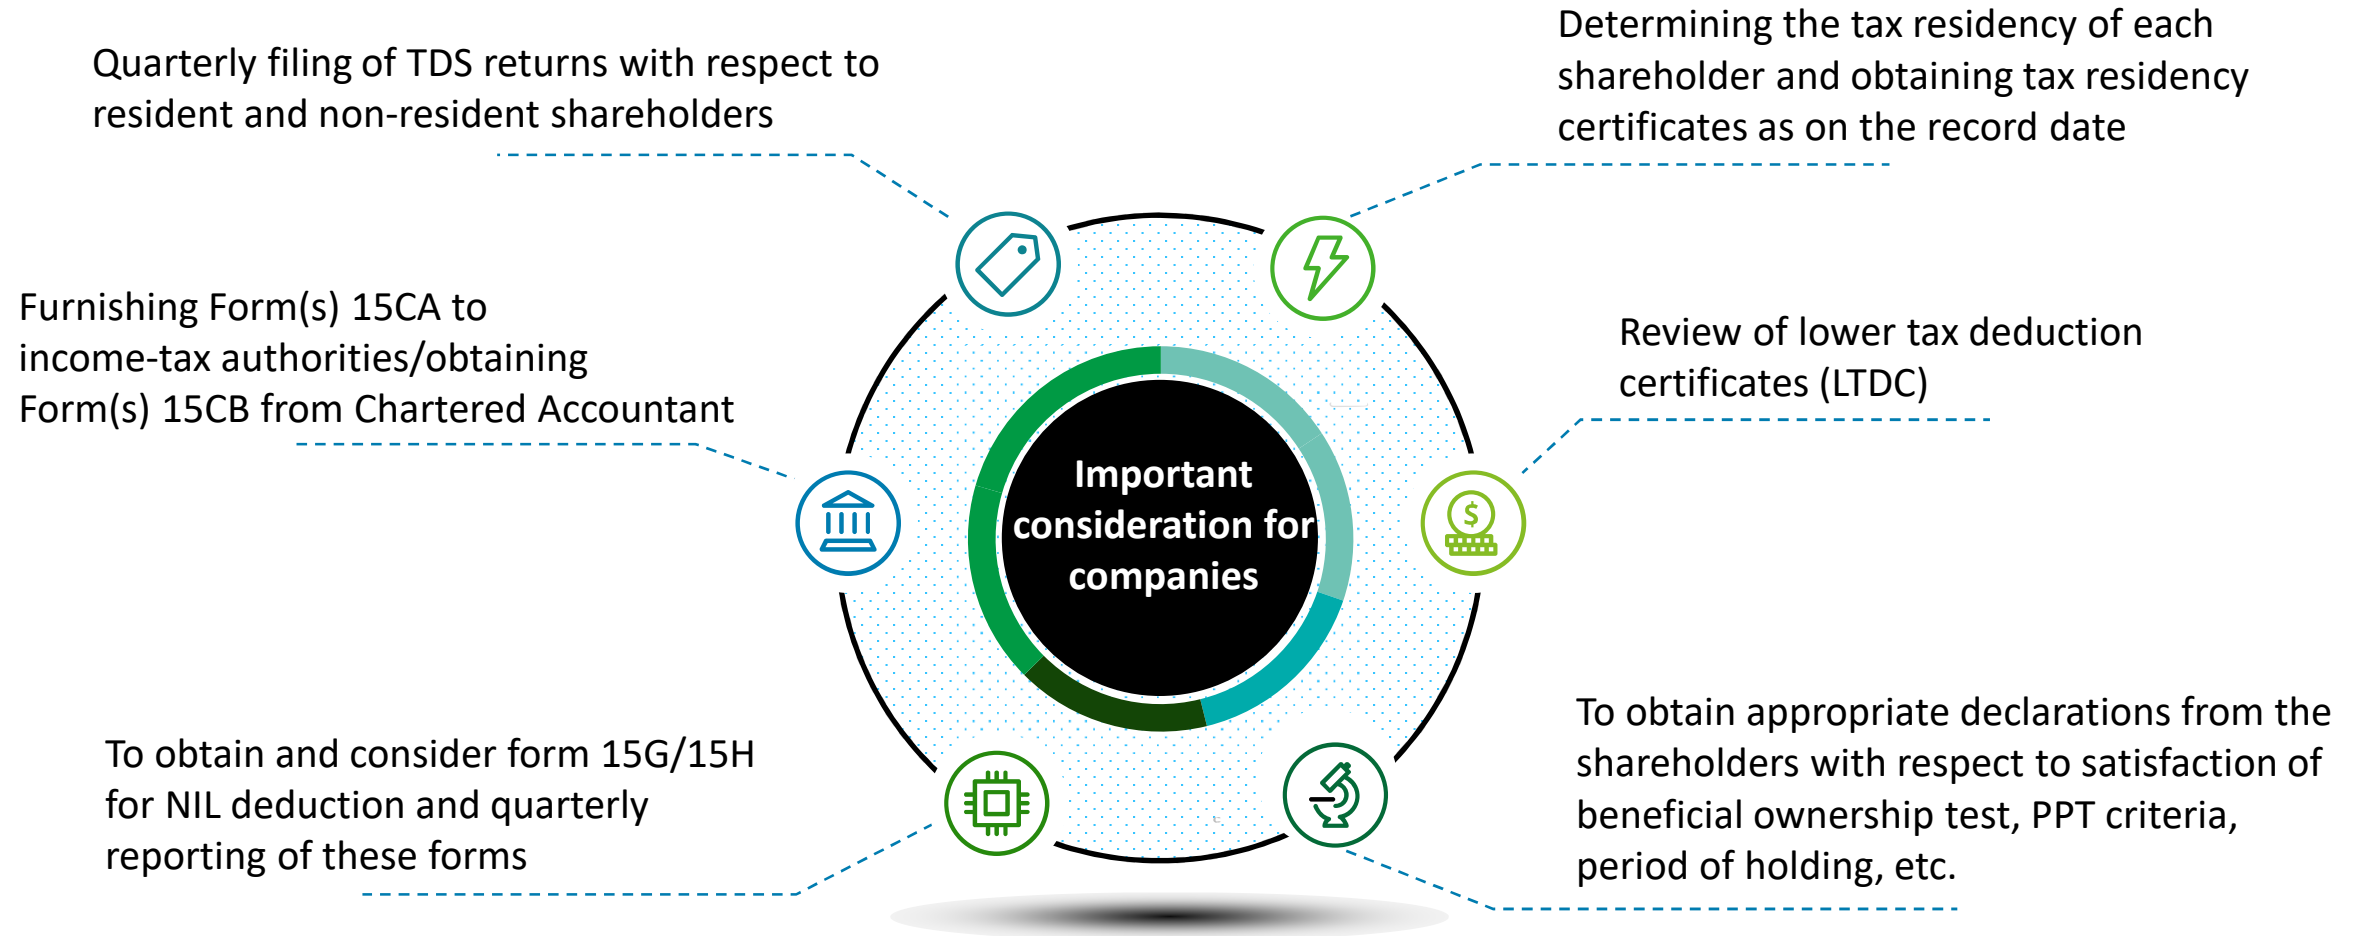 Quarterly filing of TDS returns with respect to
resident and non-resident shareholders
Determining the tax residency of each
shareholder and obtaining tax residency
certificates as on the record date
Furnishing Form(s) 15CA to
income-tax authorities/obtaining
Form(s) 15CB from Chartered Accountant
Review of lower tax deduction
certificates (LTDC)
Important
consideration for
companies
$
To obtain and consider form 15G/15H
for NIL deduction and quarterly
reporting of these forms
To obtain appropriate declarations from the
shareholders with respect to satisfaction of
beneficial ownership test, PPT criteria,
period of holding, etc.